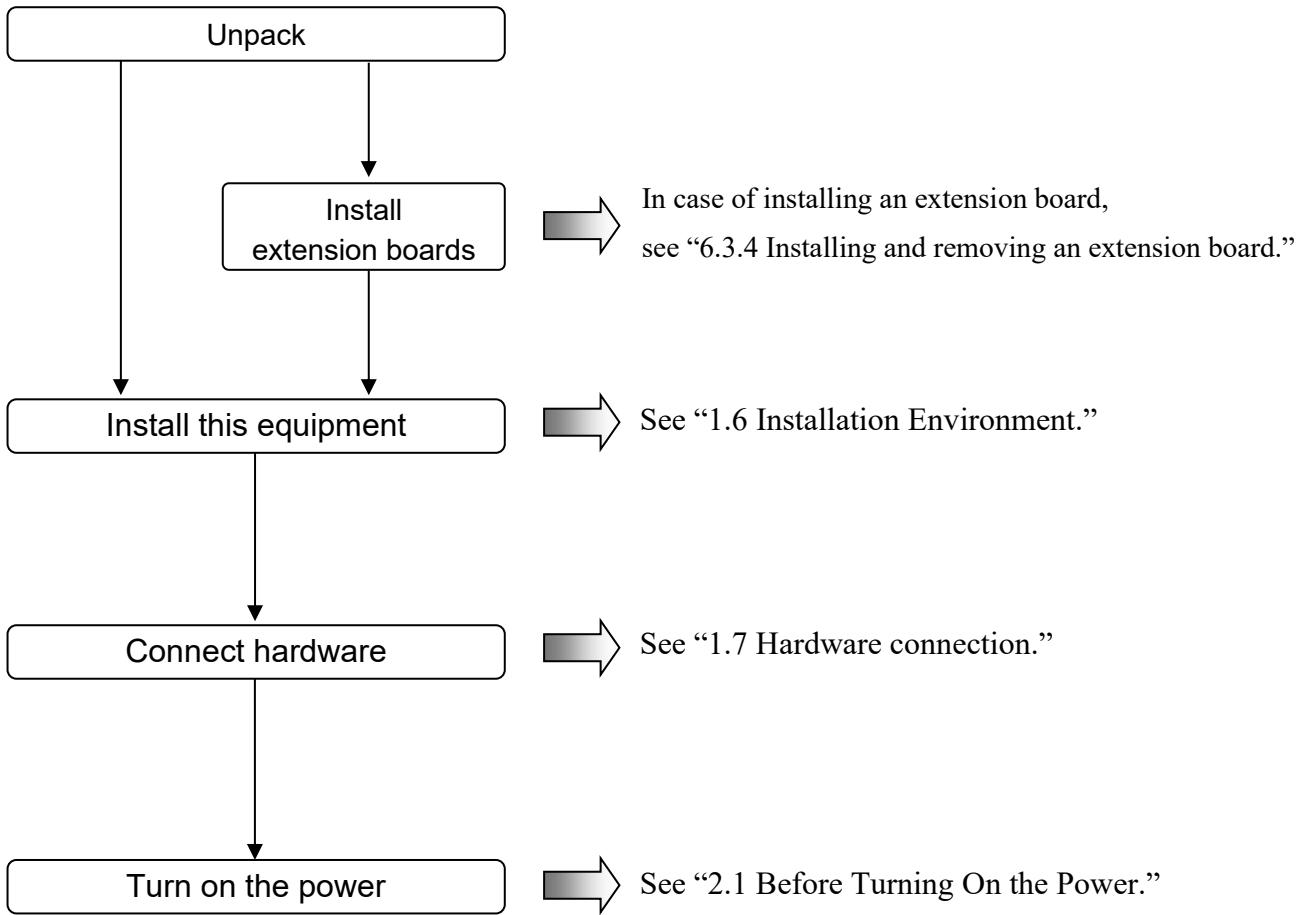 Unpack
Install
extension boards
In case of installing an extension board,
see “6.3.4 Installing and removing an extension board.”
Install this equipment
See “1.6 Installation Environment.”
Connect hardware
See “1.7 Hardware connection.”
Turn on the power
See “2.1 Before Turning On the Power.”